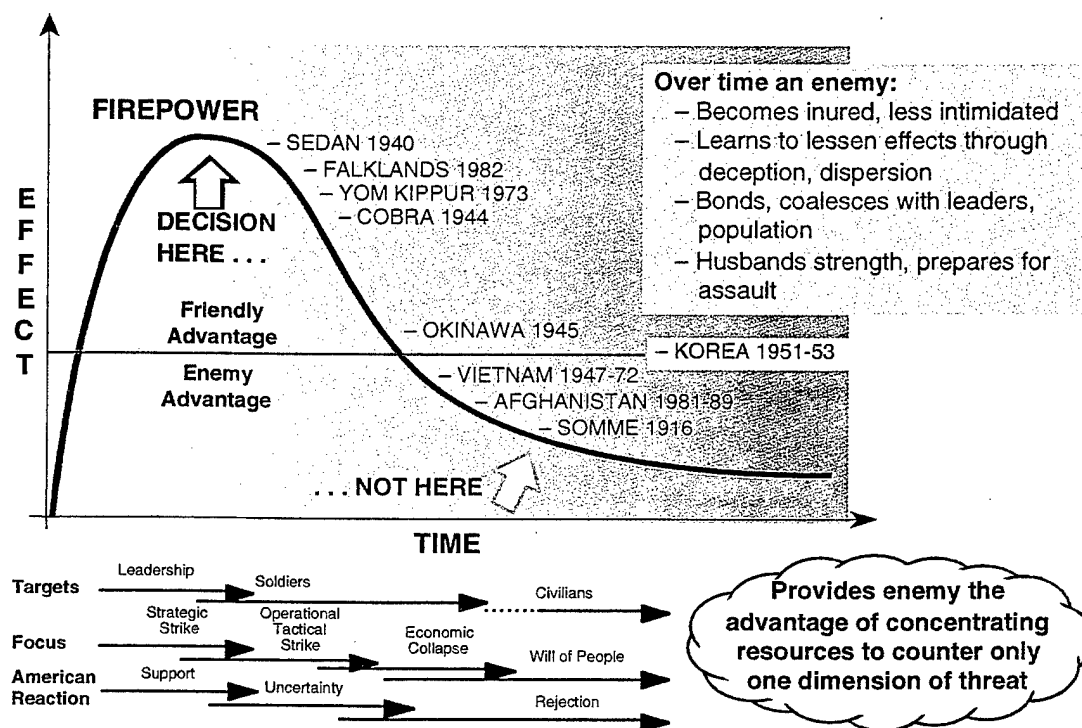 FIREPOWER
– SEDAN 1940
– FALKLANDS 1982
– YOM KIPPUR 1973
– COBRA 1944
DECISION
HERE . . .
EFFECT
Friendly
Advantage
Enemy
Advantage
– OKINAWA 1945
– KOREA 1951-53
– VIETNAM 1947-72
– AFGHANISTAN 1981-89
– SOMME 1916
. . . NOT HERE
TIME
Over time an enemy:
– Becomes inured, less intimidated
– Learns to lessen effects through
deception, dispersion
– Bonds, coalesces with leaders,
population
– Husbands strength, prepares for
assault
Targets
Leadership
Soldiers
Civilians
Focus
Strategic
Strike
Operational
Tactical
Strike
Economic
Collapse
Will of People
American
Reaction
Support
Uncertainty
Rejection
Provides enemy the
advantage of concentrating
resources to counter only
one dimension of threat